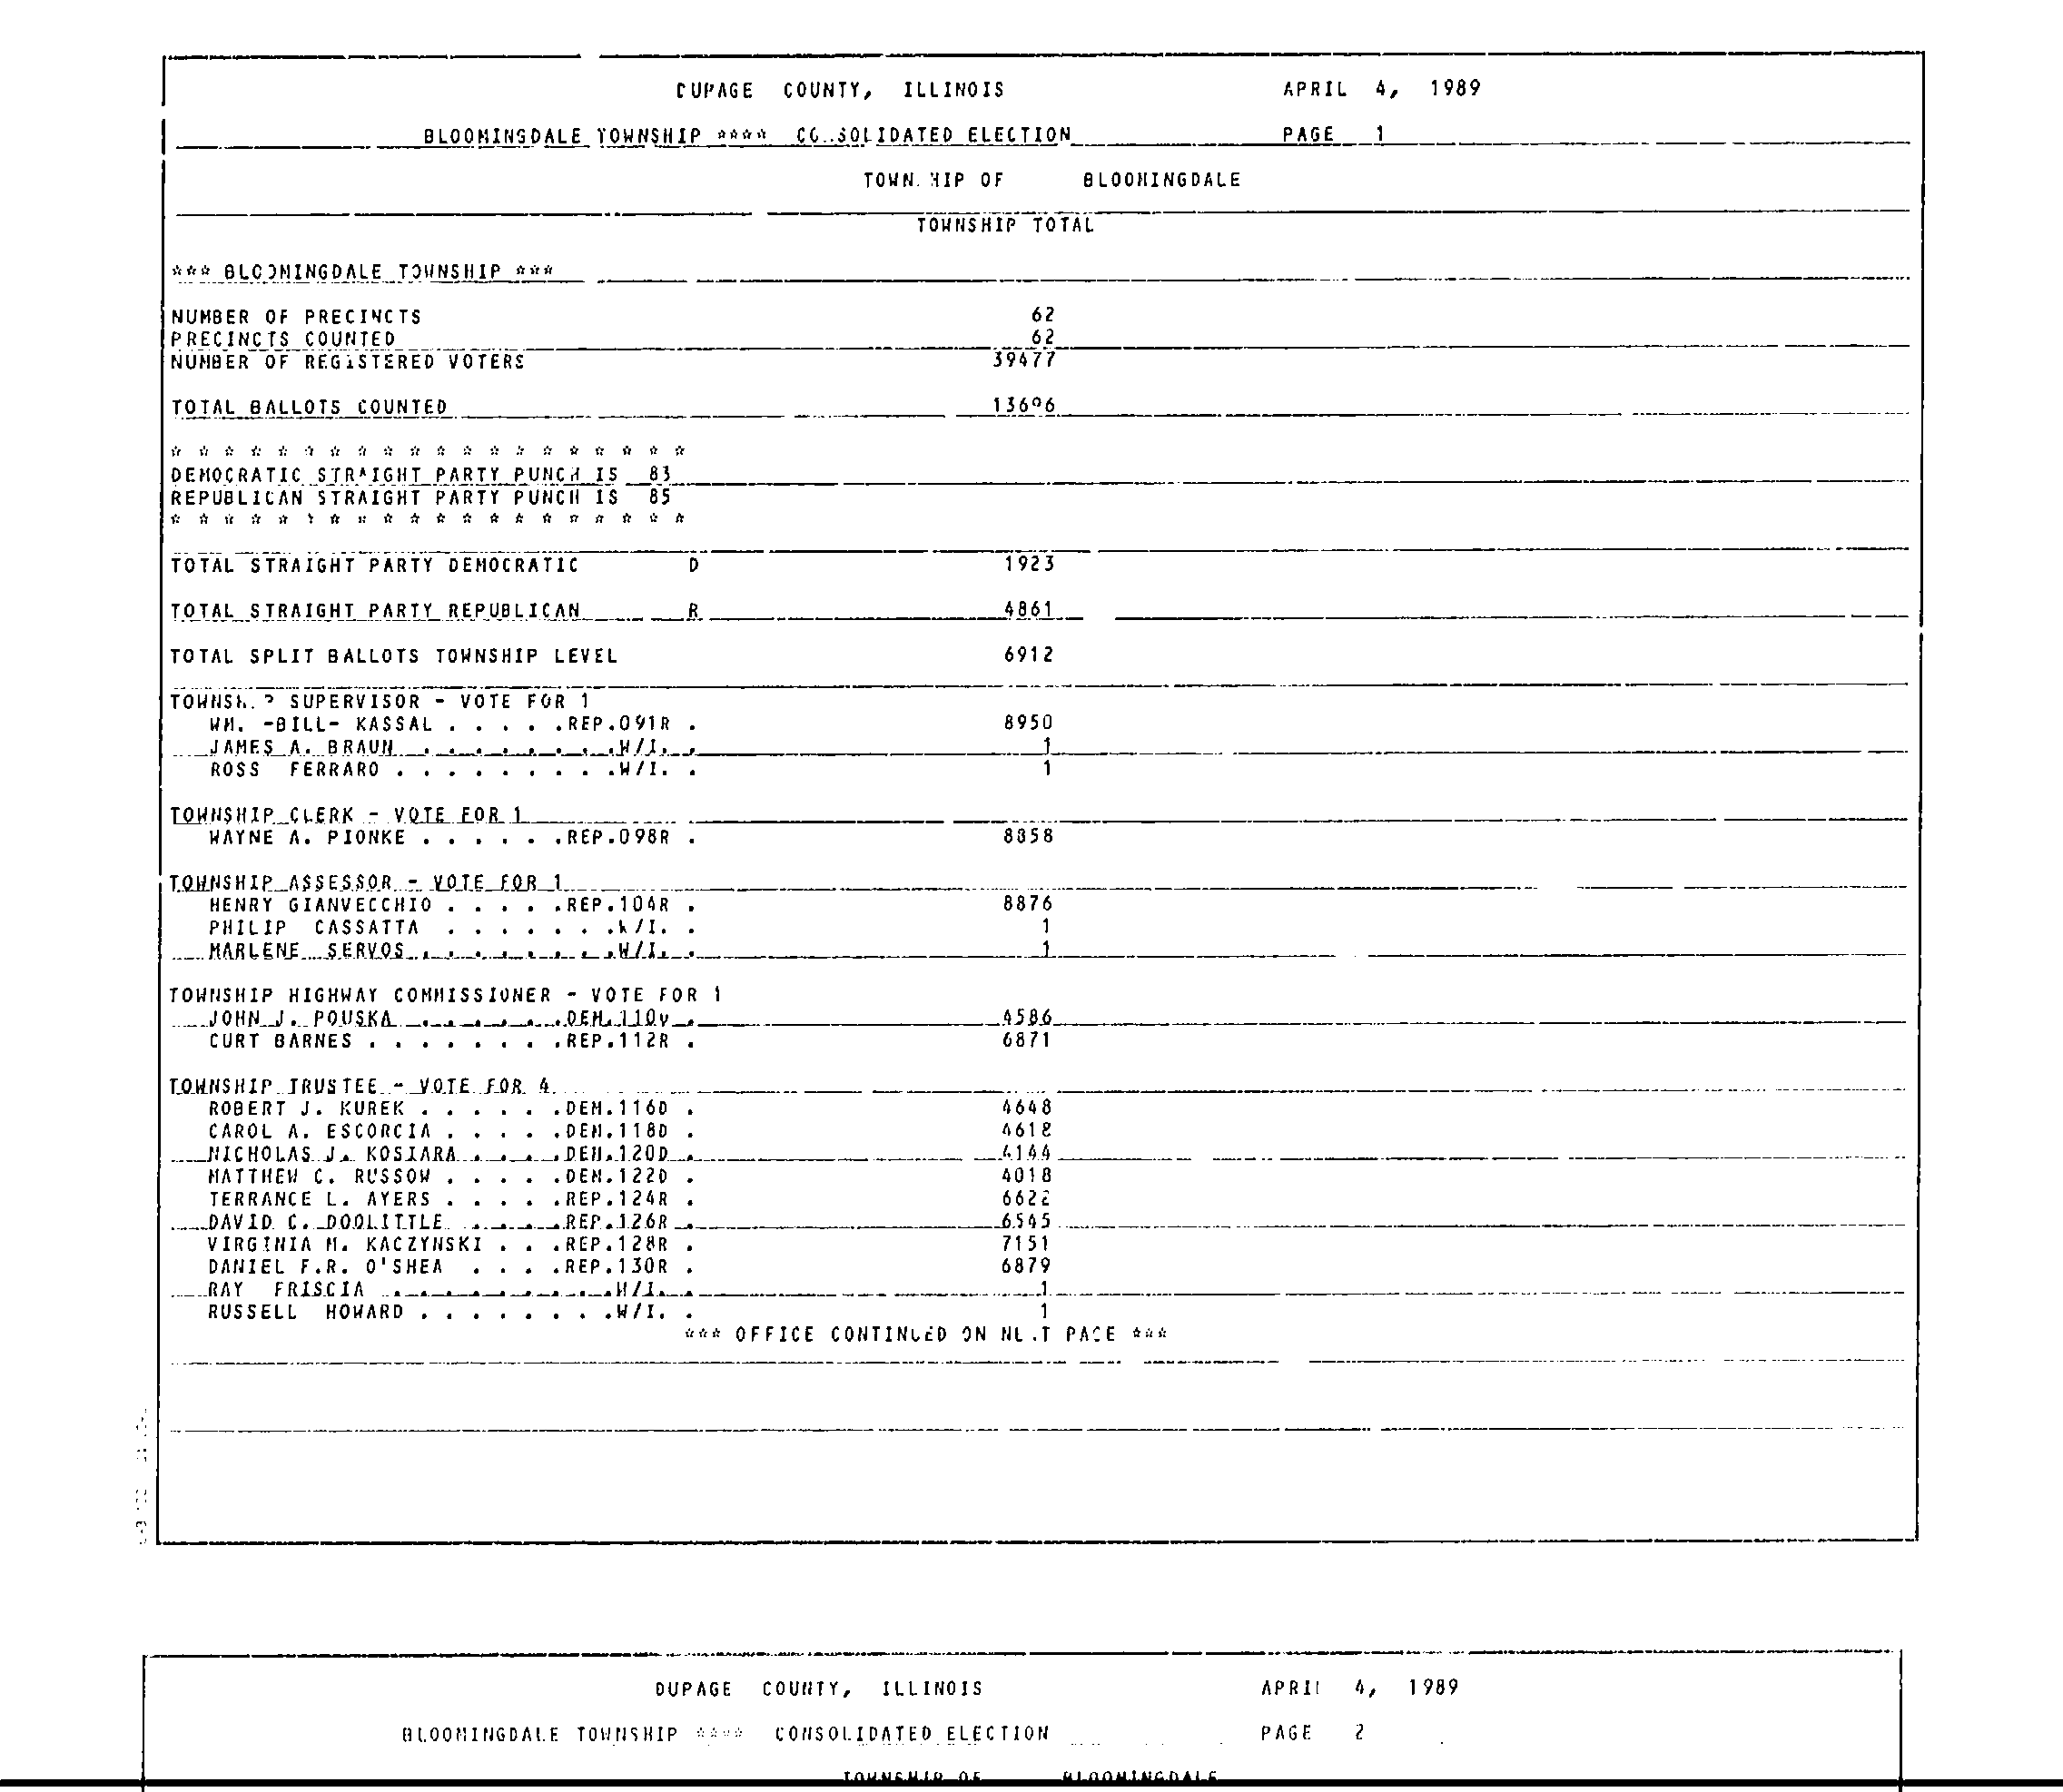 DUPAGE COUNTY, ILLINOIS APRIL 4, 1989
BLOOMINGDALE TOWNSHIP **** CONSOLIDATED ELECTION PAGE 1
TOWNSHIP OF BLOOMINGDALE
TOWNSHIP TOTAL
*** BLOOMINGDALE TOWNSHIP ***
NUMBER OF PRECINCTS 62
PRECINCTS COUNTED 62
NUMBER OF REGISTERED VOTERS 39477
TOTAL BALLOTS COUNTED 13696
* * * * * * * * * * * * * * * * * * * *
DEMOCRATIC STRAIGHT PARTY PUNCH IS 83
REPUBLICAN STRAIGHT PARTY PUNCH IS 85
* * * * * * * * * * * * * * * * * * * *
TOTAL STRAIGHT PARTY DEMOCRATIC D 1923
TOTAL STRAIGHT PARTY REPUBLICAN R 4861
TOTAL SPLIT BALLOTS TOWNSHIP LEVEL 6912
TOWNSHIP SUPERVISOR - VOTE FOR 1
WM. -BILL- KASSAL . . . . .REP.091R . 8950
JAMES A. BRAUN . . . . . . . .W/I. . 1
ROSS FERRARO . . . . . . . . .W/I. . 1
TOWNSHIP CLERK - VOTE FOR 1
WAYNE A. PIONKE . . . . . .REP.098R . 8858
TOWNSHIP ASSESSOR - VOTE FOR 1
HENRY GIANVECCHIO . . . . .REP.104R . 8876
PHILIP CASSATTA . . . . . . .W/I. . 1
MARLENE SERVOS . . . . . . . .W/I. . 1
TOWNSHIP HIGHWAY COMMISSIONER - VOTE FOR 1
JOHN J. POUSKA . . . . . .DEM.110D . 4586
CURT BARNES . . . . . . . .REP.112R . 6871
TOWNSHIP TRUSTEE - VOTE FOR 4
ROBERT J. KUREK . . . . . .DEM.116D . 4648
CAROL A. ESCORCIA . . . . .DEM.118D . 4618
NICHOLAS J. KOSIARA . . . .DEM.120D . 4144
MATTHEW C. RUSSOW . . . . .DEM.122D . 4018
TERRANCE L. AYERS . . . . .REP.124R . 6622
DAVID C. DOOLITTLE . . . .REP.126R . 6545
VIRGINIA M. KACZYNSKI . . .REP.128R . 7151
DANIEL F.R. O'SHEA . . . .REP.130R . 6879
RAY FRISCIA . . . . . . . . .W/I. . 1
RUSSELL HOWARD . . . . . . . .W/I. . 1
*** OFFICE CONTINUED ON NEXT PAGE ***
DUPAGE COUNTY, ILLINOIS APRIL 4, 1989
BLOOMINGDALE TOWNSHIP **** CONSOLIDATED ELECTION PAGE 2
TOWNSHIP OF BLOOMINGDALE